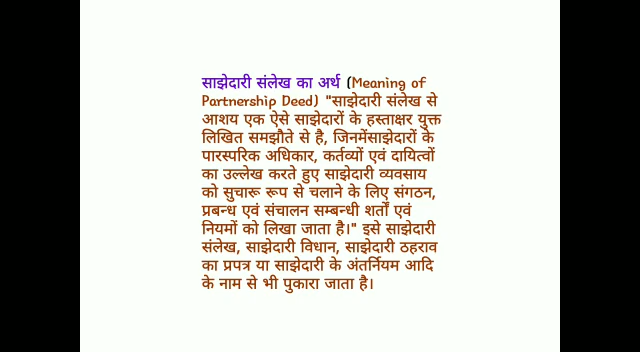 साझेदारी संलेख का अर्थ (Meaning of
Partnership Deed) "साझेदारी संलेख से
आशय एक ऐसे साझेदारों के हस्ताक्षर युक्त
लिखित समझौते से है, जिनमेंसाझेदारों के
पारस्परिक अधिकार, कर्तव्यों एवं दायित्वों
का उल्लेख करते हुए साझेदारी व्यवसाय
को सुचारू रूप से चलाने के लिए संगठन,
प्रबन्ध एवं संचालन सम्बन्धी शर्तों एवं
नियमों को लिखा जाता है।" इसे साझेदारी
संलेख, साझेदारी विधान, साझेदारी ठहराव
का प्रपत्र या साझेदारी के अंतर्नियम आदि
के नाम से भी पुकारा जाता है।